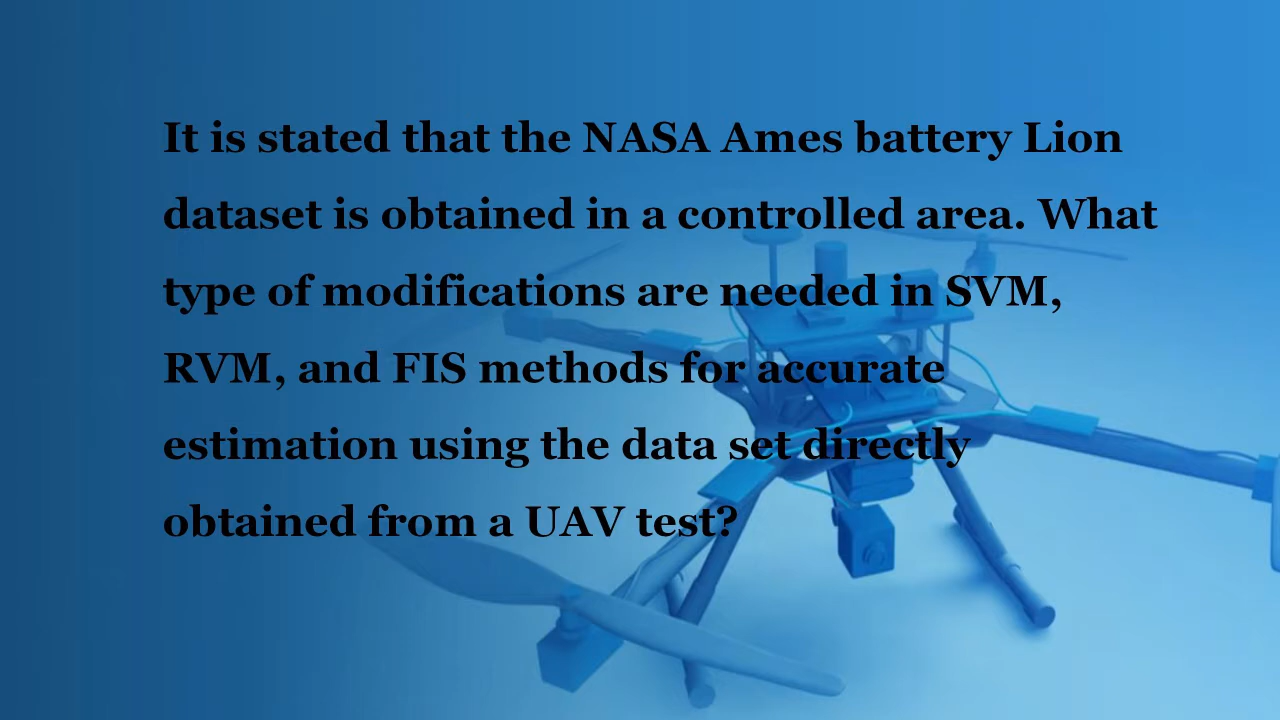 It is stated that the NASA Ames battery Lion
dataset is obtained in a controlled area. What
type of modifications are needed in SVM,
RVM, and FIS methods for accurate
estimation using the data set directly
obtained from a UAV test?